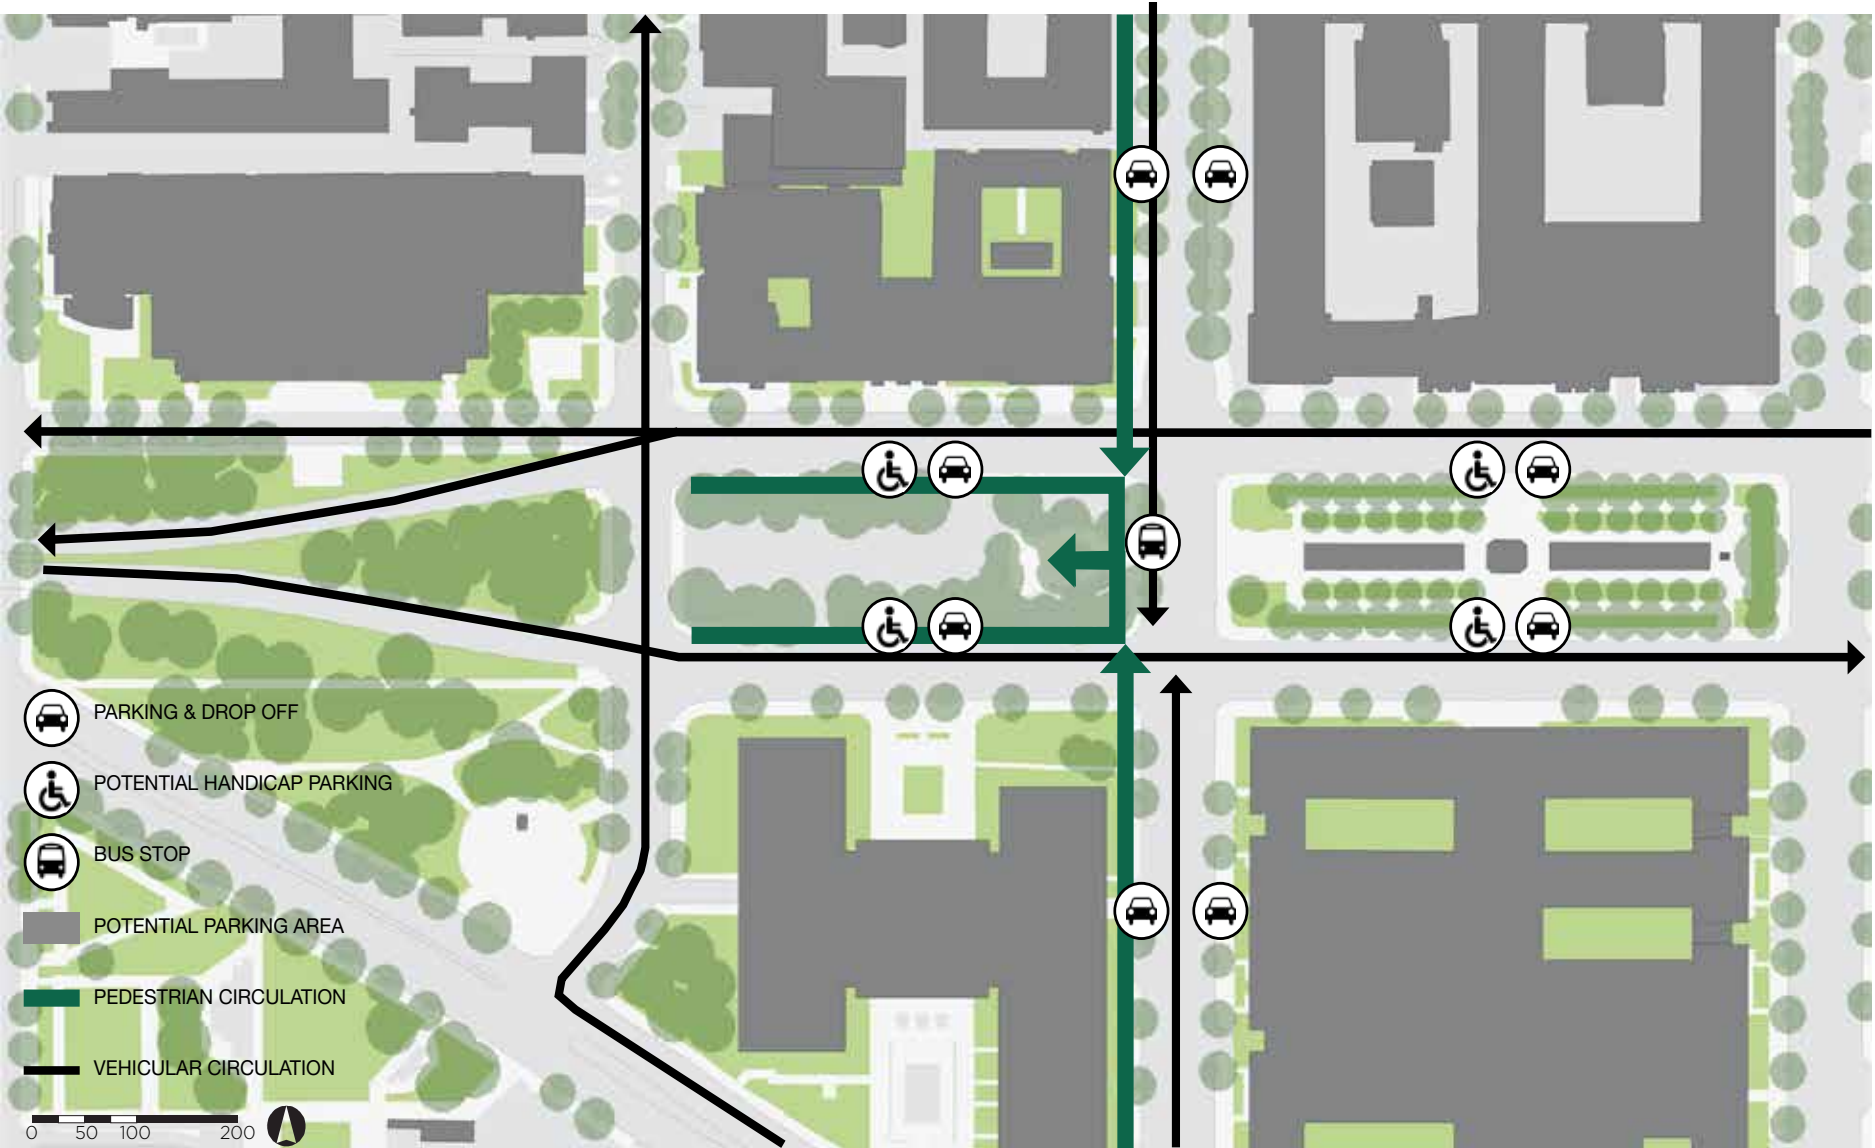 PARKING & DROP OFF
POTENTIAL HANDICAP PARKING
BUS STOP
POTENTIAL PARKING AREA
PEDESTRIAN CIRCULATION
VEHICULAR CIRCULATION
0 50 100 200